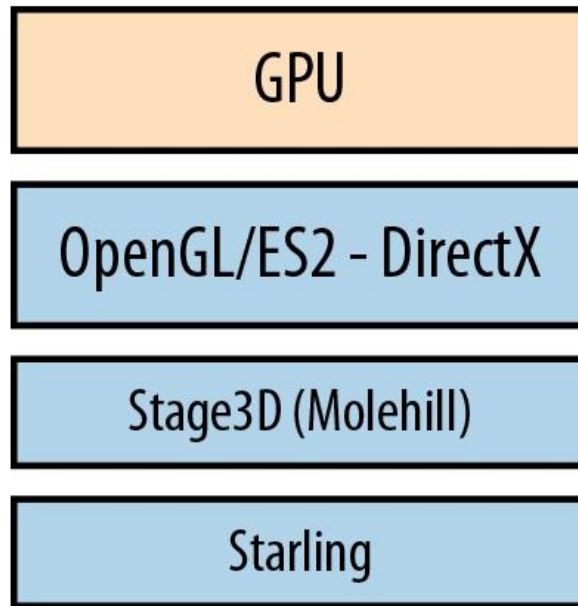 GPU
OpenGL/ES2 - DirectX
Stage3D (Molehill)
Starling